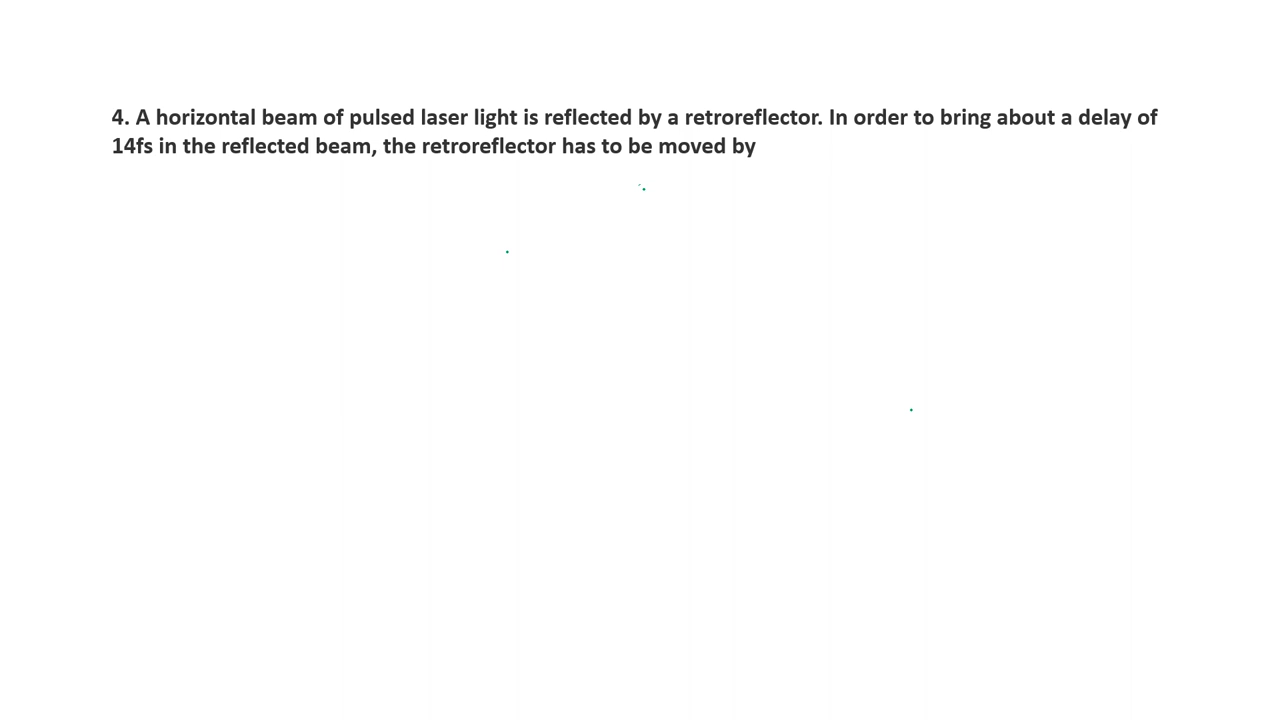 4. A horizontal beam of pulsed laser light is reflected by a retroreflector. In order to bring about a delay of
14fs in the reflected beam, the retroreflector has to be moved by